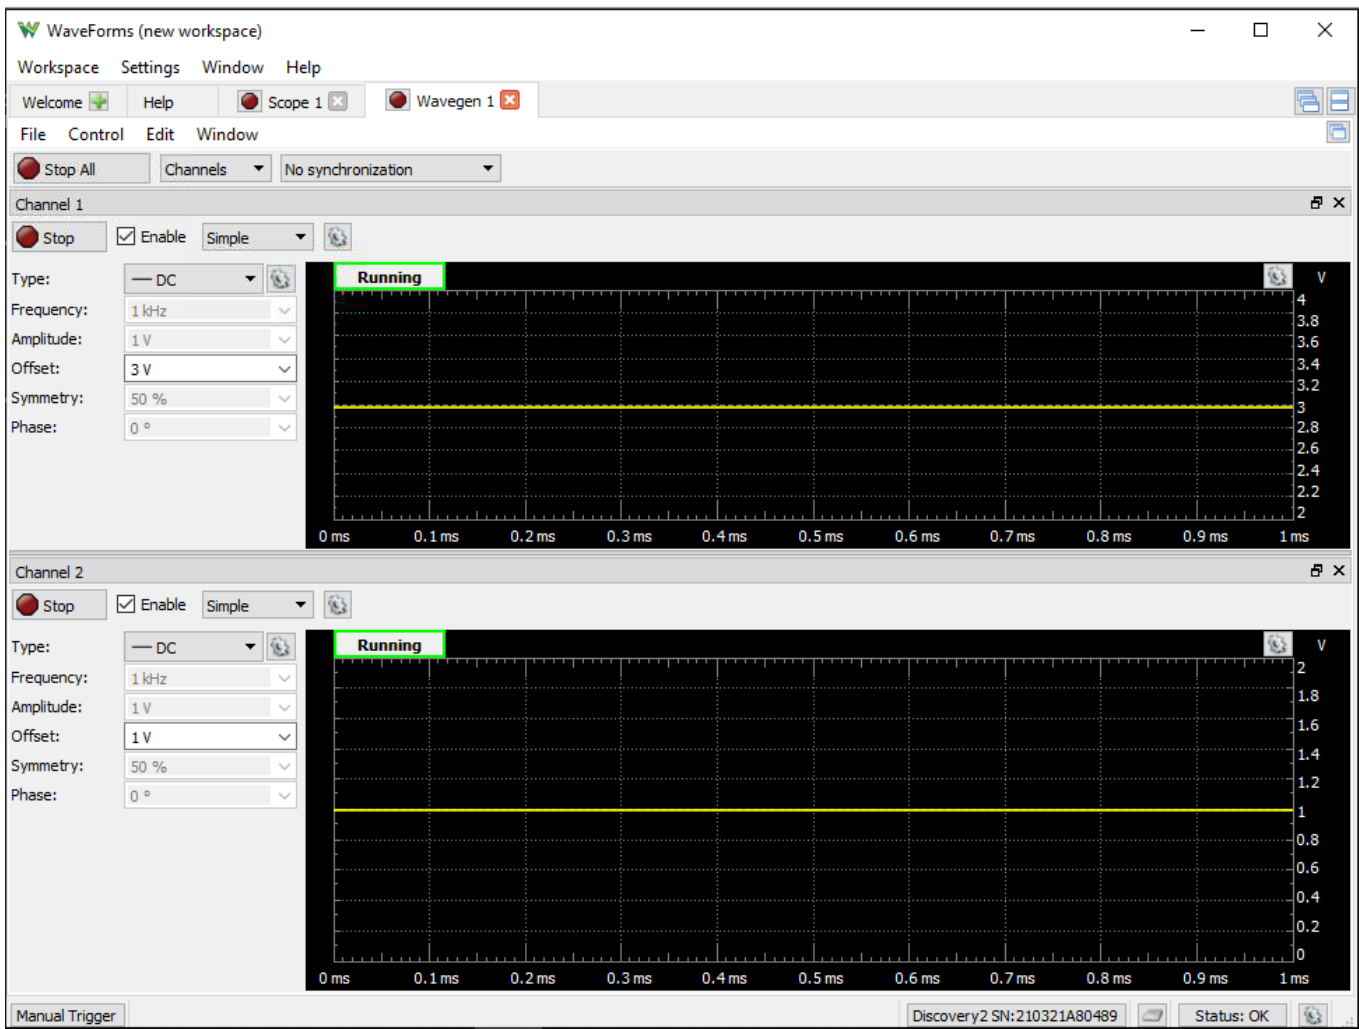 WaveForms (new workspace)
Workspace Settings Window Help
Welcome Help Scope 1 Wavegen 1
File Control Edit Window
Stop All Channels No synchronization
Channel 1
Stop Enable Simple
Type: DC
Frequency: 1 kHz
Amplitude: 1 V
Offset: 3 V
Symmetry: 50 %
Phase: 0 °
Running V
4
3.8
3.6
3.4
3.2
3
2.8
2.6
2.4
2.2
2
0 ms 0.1 ms 0.2 ms 0.3 ms 0.4 ms 0.5 ms 0.6 ms 0.7 ms 0.8 ms 0.9 ms 1 ms
Channel 2
Stop Enable Simple
Type: DC
Frequency: 1 kHz
Amplitude: 1 V
Offset: 1 V
Symmetry: 50 %
Phase: 0 °
Running V
2
1.8
1.6
1.4
1.2
1
0.8
0.6
0.4
0.2
0
0 ms 0.1 ms 0.2 ms 0.3 ms 0.4 ms 0.5 ms 0.6 ms 0.7 ms 0.8 ms 0.9 ms 1 ms
Manual Trigger Discovery2 SN:210321A80489 Status: OK